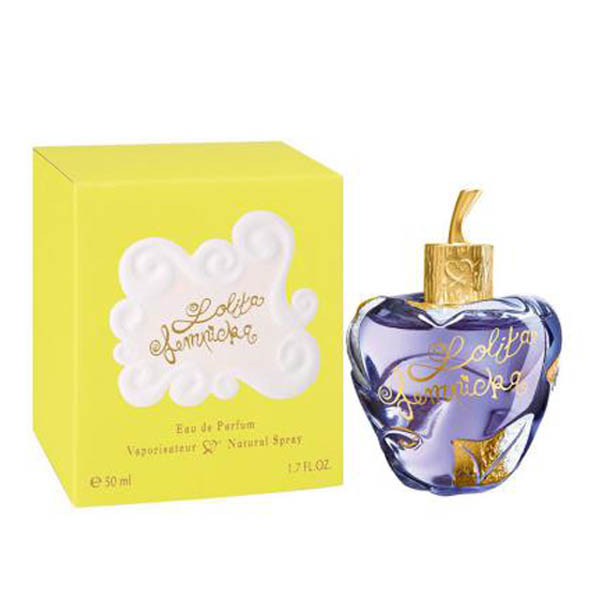 Lolita
Lempicka
Eau de Parfum
Vaporisateur Natural Spray
℮ 50 ml
1.7 FL.OZ.
Lolita
Lempicka